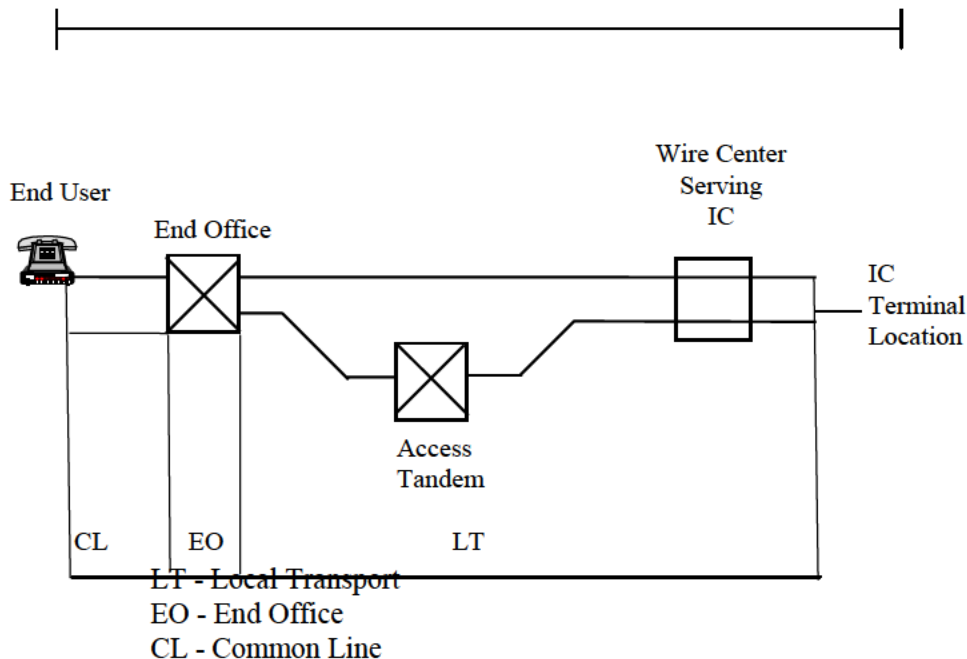 Wire Center
Serving
IC
End User
End Office
IC
Terminal
Location
Access
Tandem
CL
EO
LT
LT - Local Transport
EO - End Office
CL - Common Line